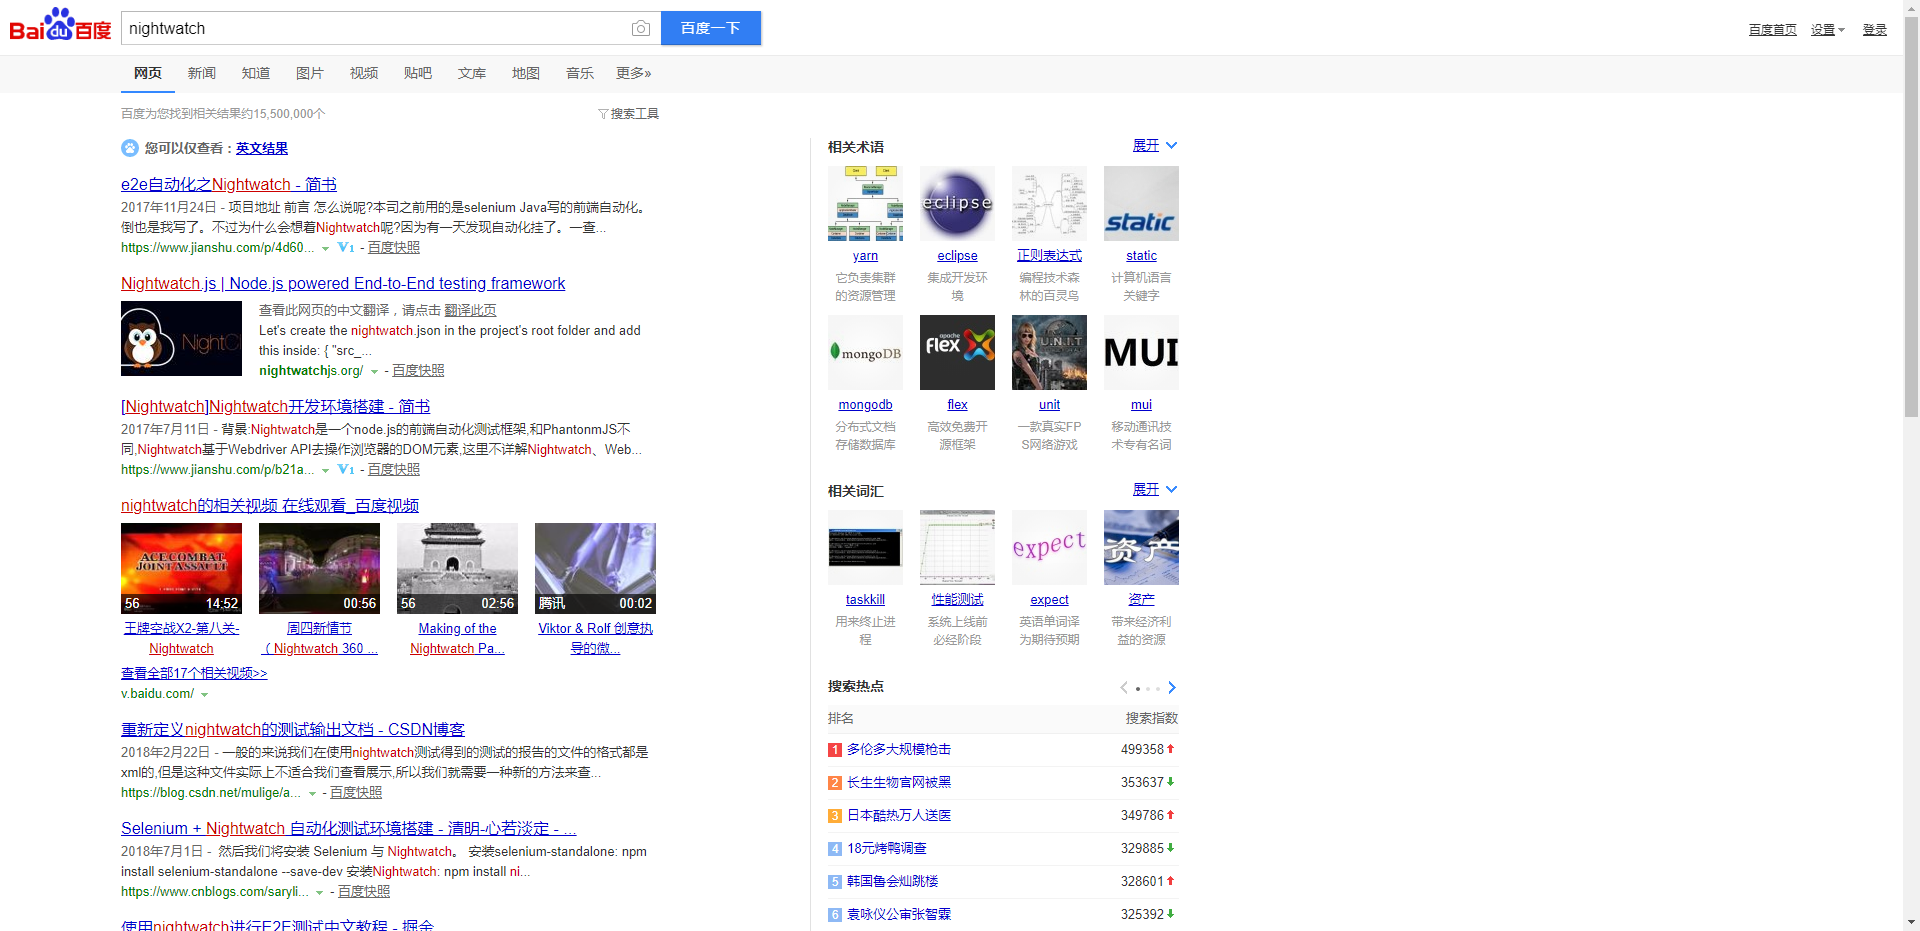 Bai du 百度
nightwatch
百度一下
百度首页 设置 登录
网页 新闻 知道 图片 视频 贴吧 文库 地图 音乐 更多»
百度为您找到相关结果约15,500,000个
搜索工具
您可以仅查看：英文结果
e2e自动化之Nightwatch - 简书
2017年11月24日 - 项目地址 前言 怎么说呢?本司之前用的是selenium Java写的前端自动化。
倒也是我写了。不过为什么会想着Nightwatch呢?因为有一天发现自动化挂了。一查...
https://www.jianshu.com/p/4d60... V1 - 百度快照
Nightwatch.js | Node.js powered End-to-End testing framework
查看此网页的中文翻译，请点击 翻译此页
Let's create the nightwatch.json in the project's root folder and add
this inside: { "src_...
nightwatchjs.org/ - 百度快照
[Nightwatch]Nightwatch开发环境搭建 - 简书
2017年7月11日 - 背景:Nightwatch是一个node.js的前端自动化测试框架,和PhantonmJS不
同,Nightwatch基于Webdriver API去操作浏览器的DOM元素,这里不详解Nightwatch、Web...
https://www.jianshu.com/p/b21a... V1 - 百度快照
nightwatch的相关视频 在线观看_百度视频
ACE COMBAT
JOINT ASSAULT
56 14:52
00:56
56 02:56
腾讯 00:02
王牌空战X2-第八关-
Nightwatch
周四新情节
（Nightwatch 360 ...
Making of the
Nightwatch Pa...
Viktor & Rolf 创意执
导的微...
查看全部17个相关视频>>
v.baidu.com/
重新定义nightwatch的测试输出文档 - CSDN博客
2018年2月22日 - 一般的来说我们在使用nightwatch测试得到的测试的报告的文件的格式都是
xml的,但是这种文件实际上不适合我们查看展示,所以我们就需要一种新的方法来查...
https://blog.csdn.net/mulige/a... - 百度快照
Selenium + Nightwatch 自动化测试环境搭建 - 清明-心若淡定 - ...
2018年7月1日 - 然后我们将安装 Selenium 与 Nightwatch。 安装selenium-standalone: npm
install selenium-standalone --save-dev 安装Nightwatch: npm install ni...
https://www.cnblogs.com/saryli... - 百度快照
使用nightwatch进行E2E测试中文教程 - 掘金
相关术语 展开
eclipse
static
yarn
它负责集群
的资源管理
eclipse
集成开发环
境
正则表达式
编程技术森
林的百灵鸟
static
计算机语言
关键字
mongoDB
apache
flex
U.N.I.T
MUI
mongodb
分布式文档
存储数据库
flex
高效免费开
源框架
unit
一款真实FP
S网络游戏
mui
移动通讯技
术专有名词
相关词汇 展开
expect
资产
taskkill
用来终止进
程
性能测试
系统上线前
必经阶段
expect
英语单词译
为期待预期
资产
带来经济利
益的资源
搜索热点
排名 搜索指数
1 多伦多大规模枪击 499358
2 长生生物官网被黑 353637
3 日本酷热万人送医 349786
4 18元烤鸭调查 329885
5 韩国鲁会灿跳楼 328601
6 袁咏仪公审张智霖 325392